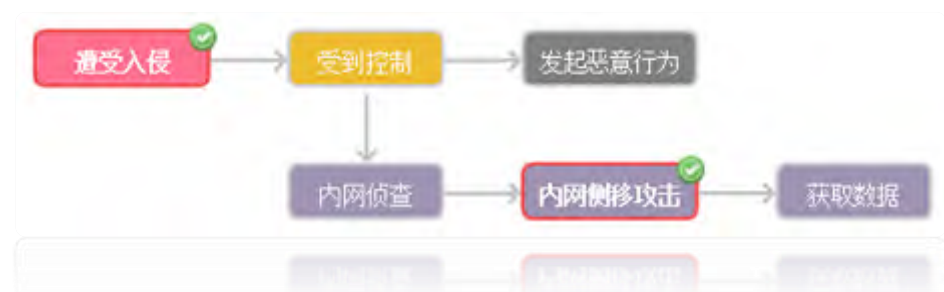 遭受入侵
受到控制
发起恶意行为
内网侦查
内网侧移攻击
获取数据